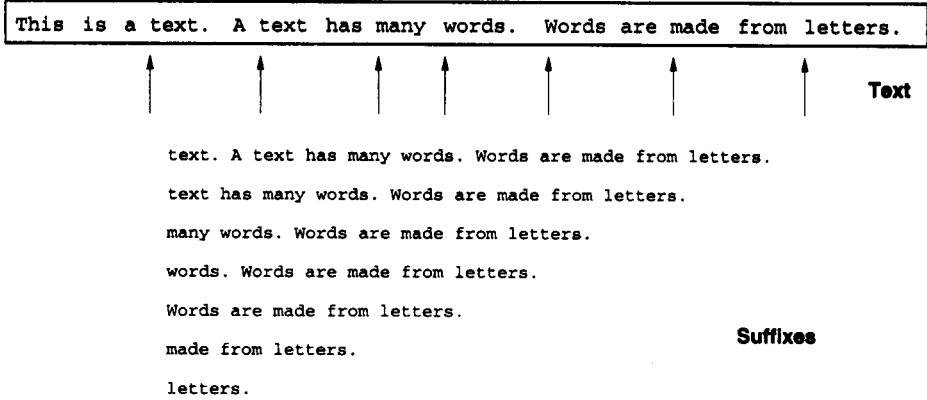 This is a text. A text has many words. Words are made from letters.
Text
text. A text has many words. Words are made from letters.
text has many words. Words are made from letters.
many words. Words are made from letters.
words. Words are made from letters.
Words are made from letters.
Suffixes
made from letters.
letters.